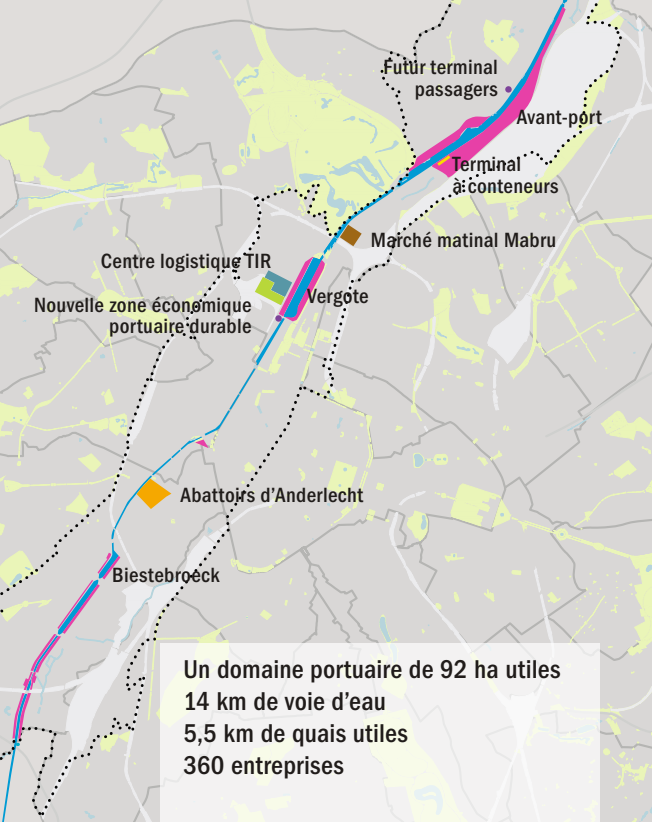 Futur terminal
passagers
Avant-port
Terminal
à conteneurs
Marché matinal Mabru
Centre logistique TIR
Nouvelle zone économique
portuaire durable
Vergote
Abattoirs d'Anderlecht
Biestebroeck
Un domaine portuaire de 92 ha utiles
14 km de voie d'eau
5,5 km de quais utiles
360 entreprises